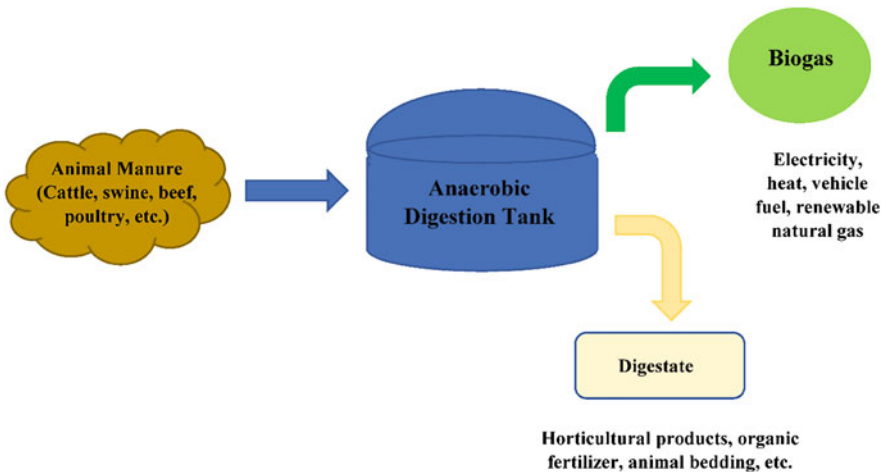 Animal Manure
(Cattle, swine, beef,
poultry, etc.)
Anaerobic
Digestion Tank
Biogas
Electricity,
heat, vehicle
fuel, renewable
natural gas
Digestate
Horticultural products, organic
fertilizer, animal bedding, etc.